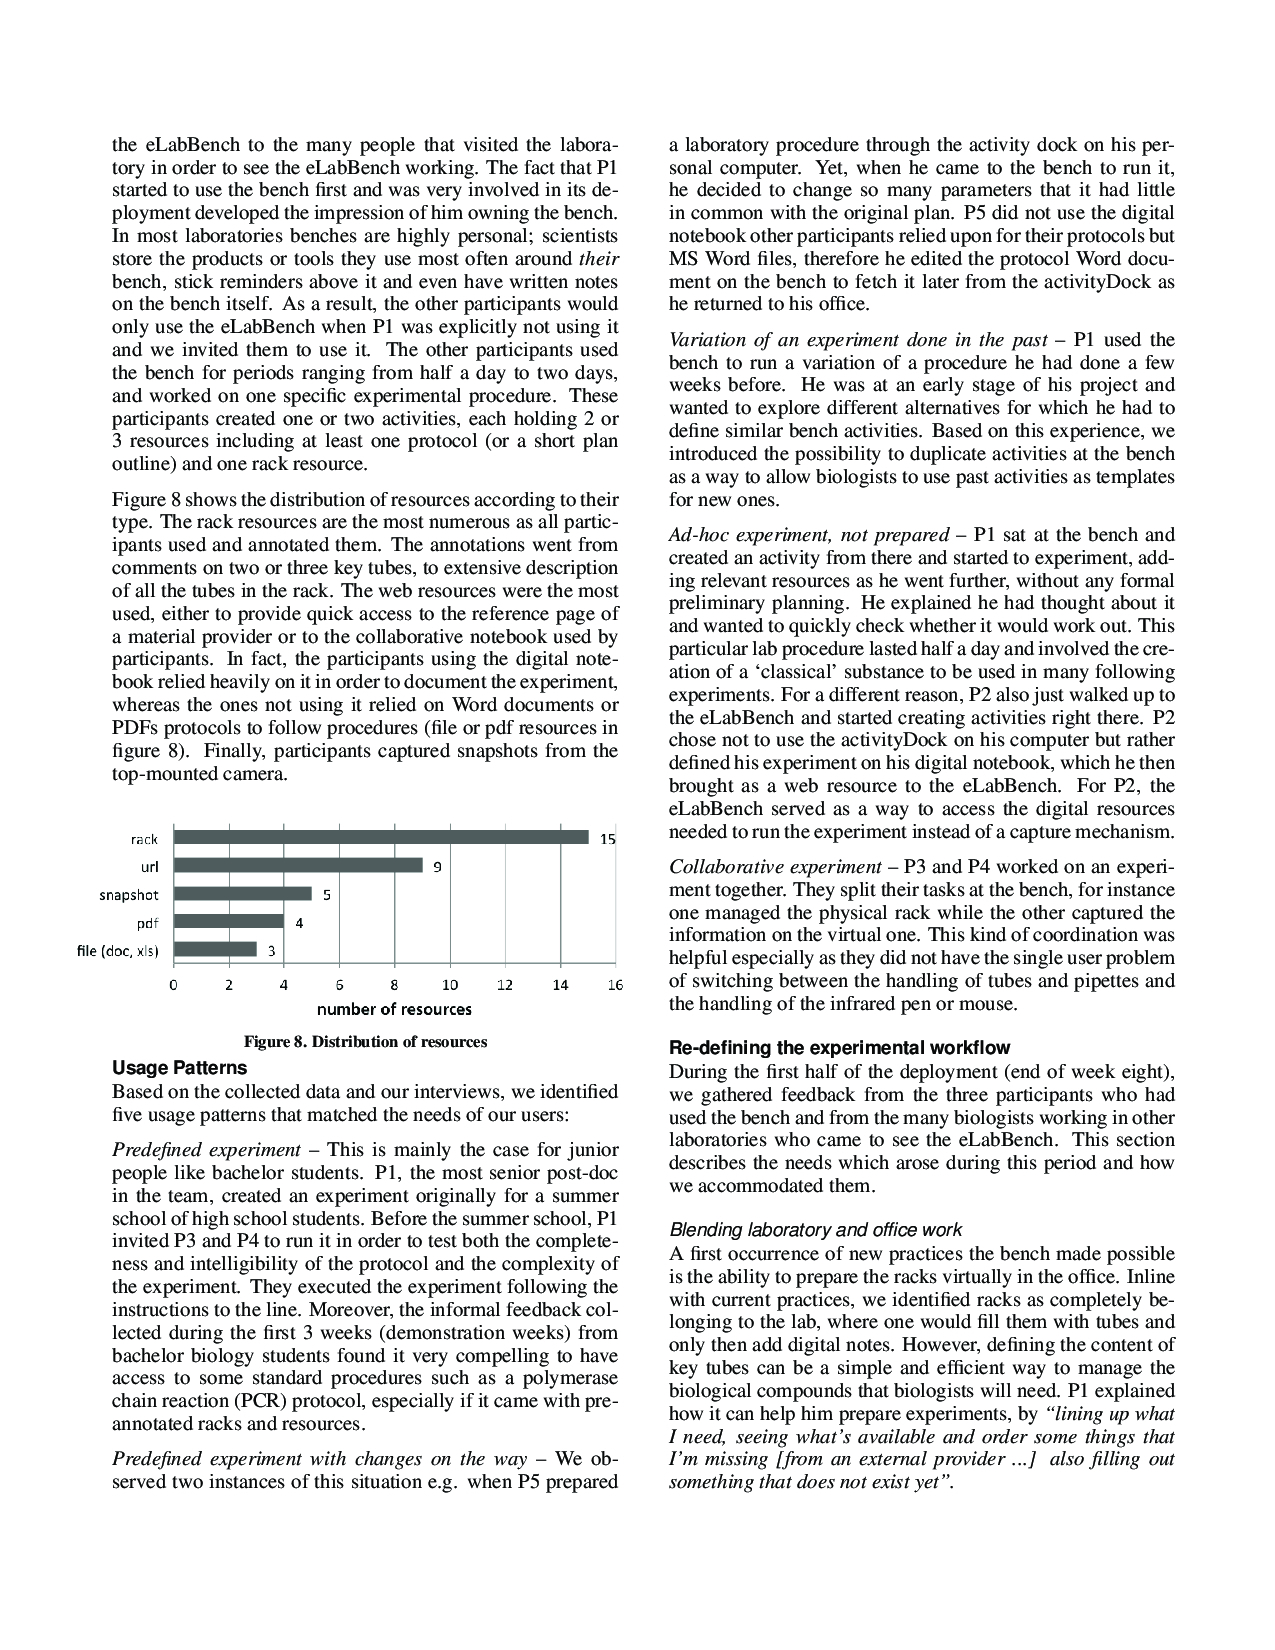 the eLabBench to the many people that visited the labora-
tory in order to see the eLabBench working. The fact that P1
started to use the bench first and was very involved in its de-
ployment developed the impression of him owning the bench.
In most laboratories benches are highly personal; scientists
store the products or tools they use most often around their
bench, stick reminders above it and even have written notes
on the bench itself. As a result, the other participants would
only use the eLabBench when P1 was explicitly not using it
and we invited them to use it. The other participants used
the bench for periods ranging from half a day to two days,
and worked on one specific experimental procedure. These
participants created one or two activities, each holding 2 or
3 resources including at least one protocol (or a short plan
outline) and one rack resource.
Figure 8 shows the distribution of resources according to their
type. The rack resources are the most numerous as all partic-
ipants used and annotated them. The annotations went from
comments on two or three key tubes, to extensive description
of all the tubes in the rack. The web resources were the most
used, either to provide quick access to the reference page of
a material provider or to the collaborative notebook used by
participants. In fact, the participants using the digital note-
book relied heavily on it in order to document the experiment,
whereas the ones not using it relied on Word documents or
PDFs protocols to follow procedures (file or pdf resources in
figure 8). Finally, participants captured snapshots from the
top-mounted camera.
rack 15
url 9
snapshot 5
pdf 4
file (doc, xls) 3
0 2 4 6 8 10 12 14 16
number of resources
Figure 8. Distribution of resources
Usage Patterns
Based on the collected data and our interviews, we identified
five usage patterns that matched the needs of our users:
Predefined experiment – This is mainly the case for junior
people like bachelor students. P1, the most senior post-doc
in the team, created an experiment originally for a summer
school of high school students. Before the summer school, P1
invited P3 and P4 to run it in order to test both the complete-
ness and intelligibility of the protocol and the complexity of
the experiment. They executed the experiment following the
instructions to the line. Moreover, the informal feedback col-
lected during the first 3 weeks (demonstration weeks) from
bachelor biology students found it very compelling to have
access to some standard procedures such as a polymerase
chain reaction (PCR) protocol, especially if it came with pre-
annotated racks and resources.
Predefined experiment with changes on the way – We ob-
served two instances of this situation e.g. when P5 prepared
a laboratory procedure through the activity dock on his per-
sonal computer. Yet, when he came to the bench to run it,
he decided to change so many parameters that it had little
in common with the original plan. P5 did not use the digital
notebook other participants relied upon for their protocols but
MS Word files, therefore he edited the protocol Word docu-
ment on the bench to fetch it later from the activityDock as
he returned to his office.
Variation of an experiment done in the past – P1 used the
bench to run a variation of a procedure he had done a few
weeks before. He was at an early stage of his project and
wanted to explore different alternatives for which he had to
define similar bench activities. Based on this experience, we
introduced the possibility to duplicate activities at the bench
as a way to allow biologists to use past activities as templates
for new ones.
Ad-hoc experiment, not prepared – P1 sat at the bench and
created an activity from there and started to experiment, add-
ing relevant resources as he went further, without any formal
preliminary planning. He explained he had thought about it
and wanted to quickly check whether it would work out. This
particular lab procedure lasted half a day and involved the cre-
ation of a ‘classical’ substance to be used in many following
experiments. For a different reason, P2 also just walked up to
the eLabBench and started creating activities right there. P2
chose not to use the activityDock on his computer but rather
defined his experiment on his digital notebook, which he then
brought as a web resource to the eLabBench. For P2, the
eLabBench served as a way to access the digital resources
needed to run the experiment instead of a capture mechanism.
Collaborative experiment – P3 and P4 worked on an experi-
ment together. They split their tasks at the bench, for instance
one managed the physical rack while the other captured the
information on the virtual one. This kind of coordination was
helpful especially as they did not have the single user problem
of switching between the handling of tubes and pipettes and
the handling of the infrared pen or mouse.
Re-defining the experimental workflow
During the first half of the deployment (end of week eight),
we gathered feedback from the three participants who had
used the bench and from the many biologists working in other
laboratories who came to see the eLabBench. This section
describes the needs which arose during this period and how
we accommodated them.
Blending laboratory and office work
A first occurrence of new practices the bench made possible
is the ability to prepare the racks virtually in the office. Inline
with current practices, we identified racks as completely be-
longing to the lab, where one would fill them with tubes and
only then add digital notes. However, defining the content of
key tubes can be a simple and efficient way to manage the
biological compounds that biologists will need. P1 explained
how it can help him prepare experiments, by “lining up what
I need, seeing what’s available and order some things that
I’m missing [from an external provider ...] also filling out
something that does not exist yet”.